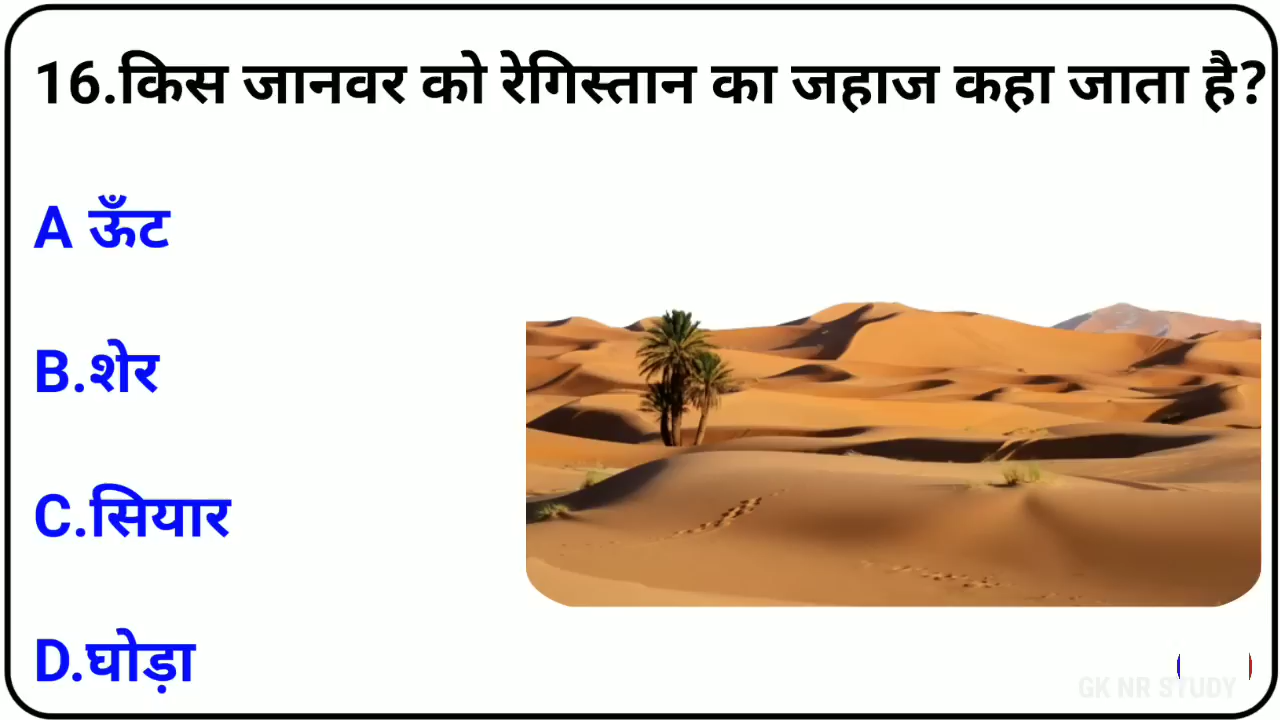 16.किस जानवर को रेगिस्तान का जहाज कहा जाता है?
A ऊँट
B.शेर
C.सियार
D.घोड़ा
GK NR STUDY